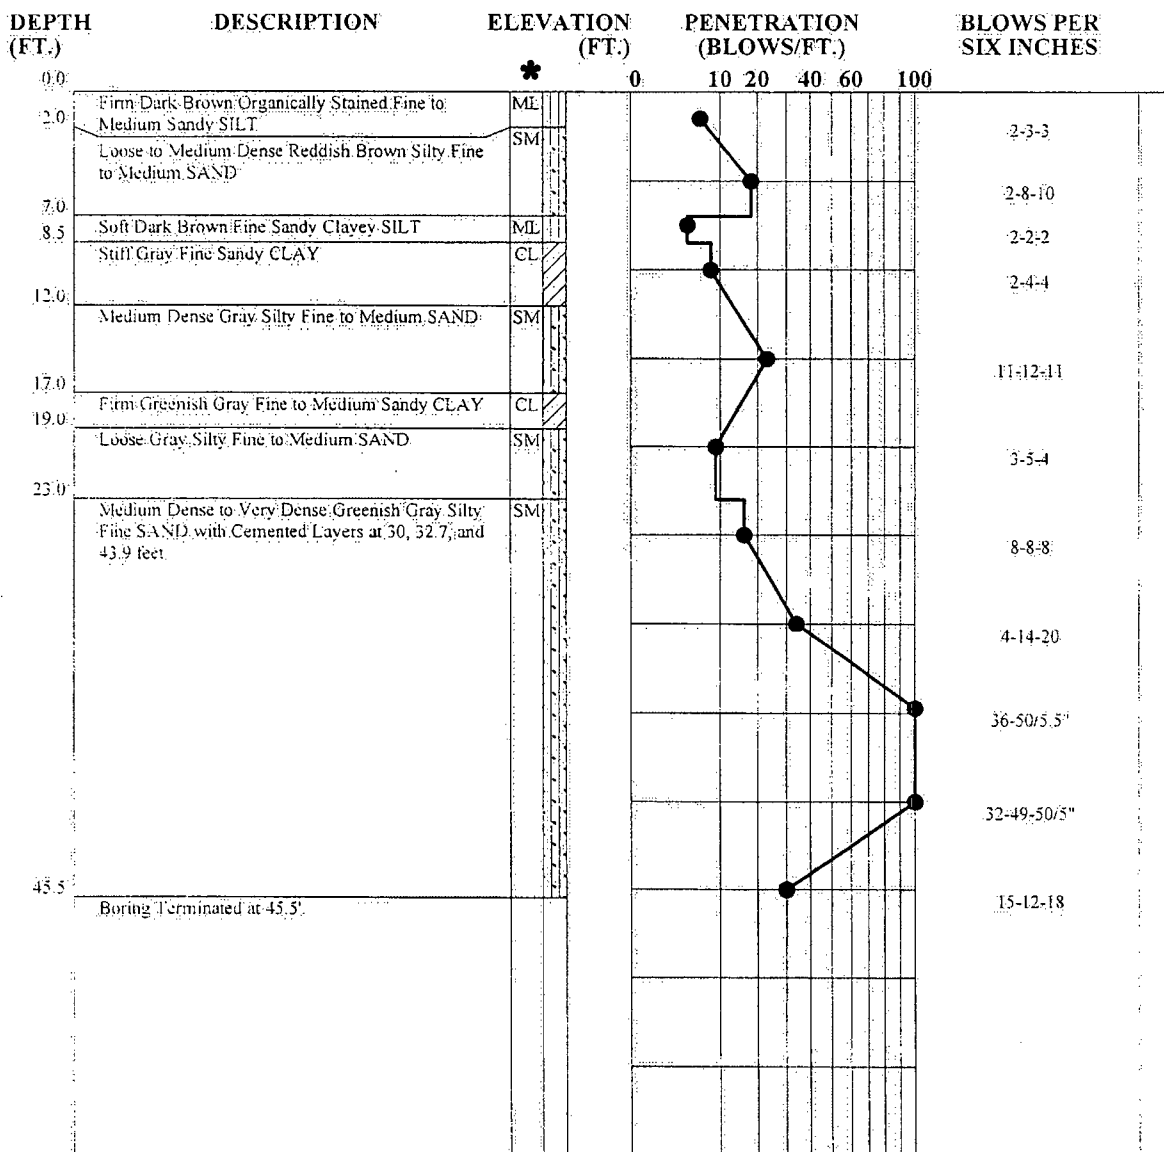 DEPTH DESCRIPTION ELEVATION PENETRATION BLOWS PER
(FT.) (FT.) (BLOWS/FT.) SIX INCHES
0.0 * 0 10 20 40 60 100
Firm Dark Brown Organically Stained Fine to ML
2.0 Medium Sandy SILT 2-3-3
Loose to Medium Dense Reddish Brown Silty Fine SM
to Medium SAND
2-8-10
7.0
8.5 Soft Dark Brown Fine Sandy Clayey SILT ML 2-2-2
Stiff Gray Fine Sandy CLAY CL
2-4-4
12.0
Medium Dense Gray Silty Fine to Medium SAND SM
11-12-11
17.0
Firm Greenish Gray Fine to Medium Sandy CLAY CL
19.0
Loose Gray Silty Fine to Medium SAND SM
3-5-4
23.0
Medium Dense to Very Dense Greenish Gray Silty SM
Fine SAND with Cemented Layers at 30, 32.7, and
43.9 feet
8-8-8
4-14-20
36-50/5.5"
32-49-50/5"
45.5
Boring Terminated at 45.5'. 15-12-18